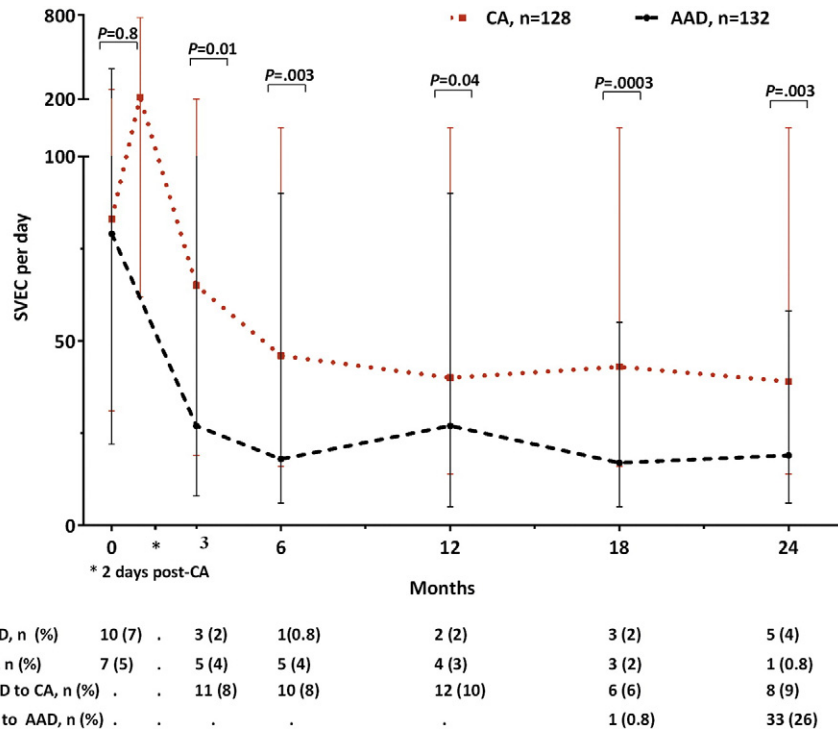 800
CA, n=128 AAD, n=132
P=0.8
P=0.01
P=.003
P=0.04
P=.0003
P=.003
200
100
SVEC per day
50
0
0 * 3 6 12 18 24
* 2 days post-CA
Months
D, n (%) 10 (7) . 3 (2) 1(0.8) 2 (2) 3 (2) 5 (4)
n (%) 7 (5) . 5 (4) 5 (4) 4 (3) 3 (2) 1 (0.8)
D to CA, n (%) . . 11 (8) 10 (8) 12 (10) 6 (6) 8 (9)
to AAD, n (%) . . . . . 1 (0.8) 33 (26)